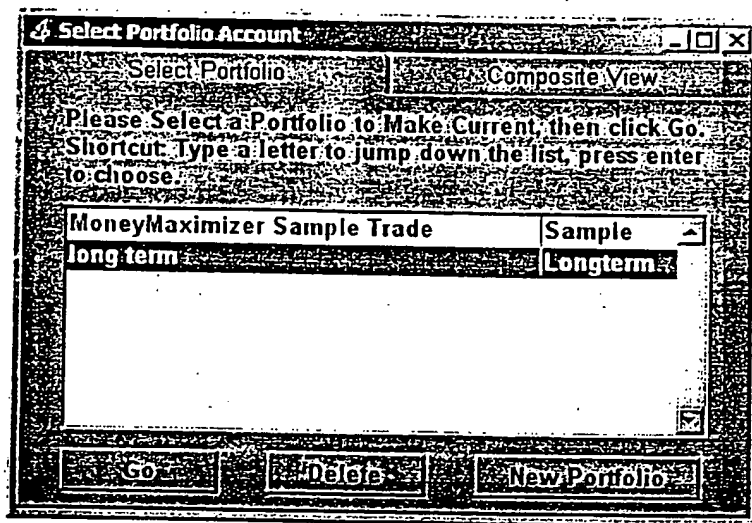 Select Portfolio Account
Select Portfolio Composite View
Please Select a Portfolio to Make Current, then click Go.
Shortcut: Type a letter to jump down the list, press enter
to choose.
MoneyMaximizer Sample Trade Sample
long term Longterm
Go Delete New Portfolio